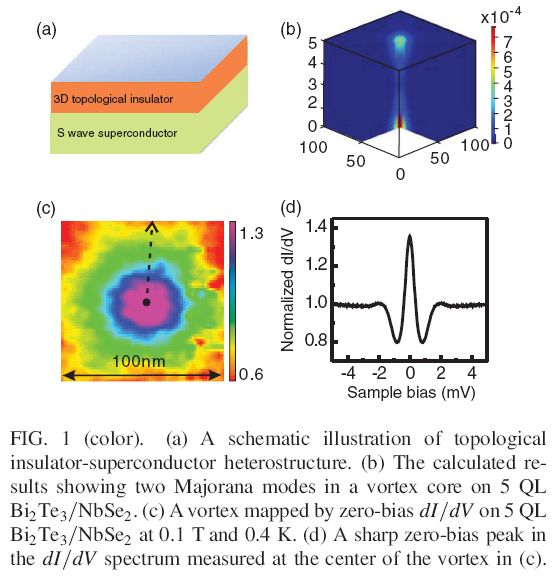 (a)
3D topological insulator
S wave superconductor
(b)
x10⁻⁴
5
4
3
2
1
0
100
50
0
50
100
7
6
5
4
3
2
1
0
(c)
1.3
0.6
100nm
(d)
Normalized dI/dV
1.4
1.2
1.0
0.8
-4 -2 0 2 4
Sample bias (mV)
FIG. 1 (color). (a) A schematic illustration of topological
insulator-superconductor heterostructure. (b) The calculated re-
sults showing two Majorana modes in a vortex core on 5 QL
Bi₂Te₃/NbSe₂. (c) A vortex mapped by zero-bias dI/dV on 5 QL
Bi₂Te₃/NbSe₂ at 0.1 T and 0.4 K. (d) A sharp zero-bias peak in
the dI/dV spectrum measured at the center of the vortex in (c).